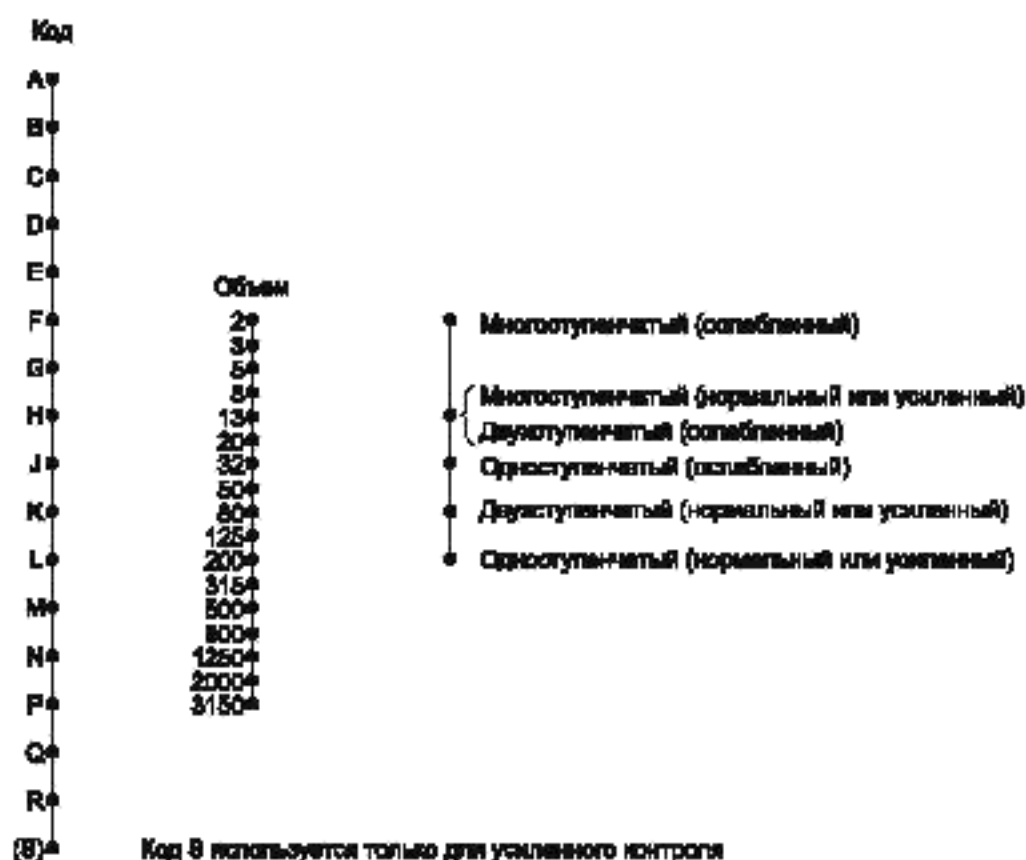 Код
A
B
C
D
E
Объем
F 2 Многоступенчатый (ослабленный)
3
G 5
8 Многоступенчатый (нормальный или усиленный)
H 13
20 Двухступенчатый (ослабленный)
J 32 Одноступенчатый (ослабленный)
50
K 80 Двухступенчатый (нормальный или усиленный)
125
L 200 Одноступенчатый (нормальный или усиленный)
315
M 500
800
N 1250
2000
P 3150
Q
R
(S) Код S используется только для усиленного контроля